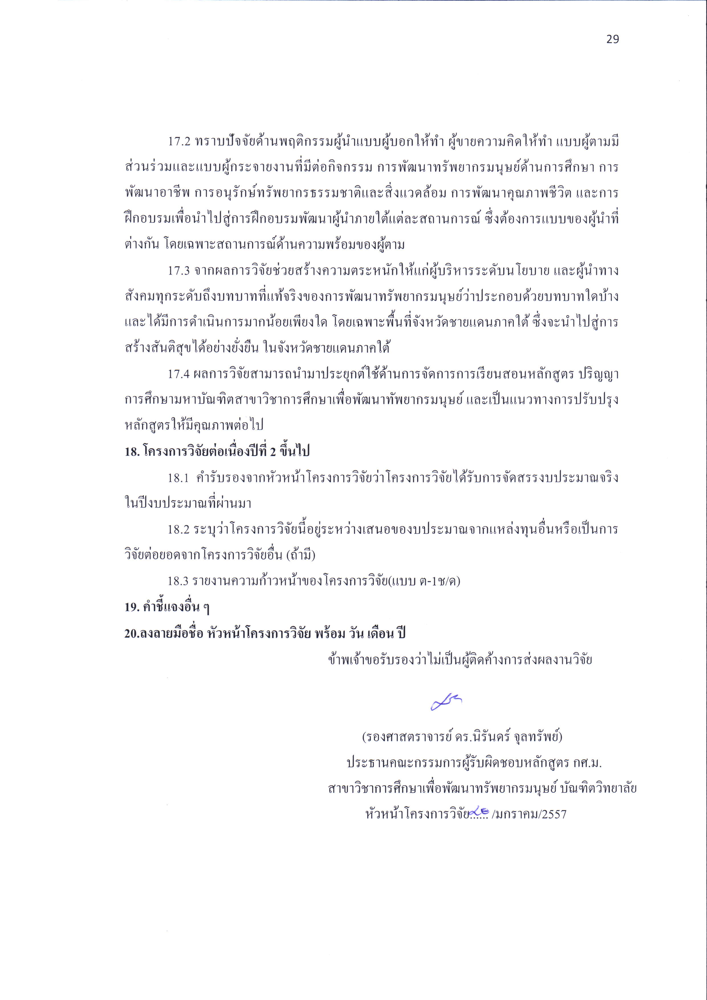 29
17.2 ทราบปัจจัยด้านพฤติกรรมผู้นำแบบผู้บอกให้ทำ ผู้ขายความคิดให้ทำ แบบผู้ตามมี
ส่วนร่วมและแบบผู้กระจายงานที่มีต่อกิจกรรม การพัฒนาทรัพยากรมนุษย์ด้านการศึกษา การ
พัฒนาอาชีพ การอนุรักษ์ทรัพยากรธรรมชาติและสิ่งแวดล้อม การพัฒนาคุณภาพชีวิต และการ
ฝึกอบรมเพื่อนำไปสู่การฝึกอบรมพัฒนาผู้นำภายใต้แต่ละสถานการณ์ ซึ่งต้องการแบบของผู้นำที่
ต่างกัน โดยเฉพาะสถานการณ์ด้านความพร้อมของผู้ตาม
17.3 จากผลการวิจัยช่วยสร้างความตระหนักให้แก่ผู้บริหารระดับนโยบาย และผู้นำทาง
สังคมทุกระดับถึงบทบาทที่แท้จริงของการพัฒนาทรัพยากรมนุษย์ว่าประกอบด้วยบทบาทใดบ้าง
และได้มีการดำเนินการมากน้อยเพียงใด โดยเฉพาะพื้นที่จังหวัดชายแดนภาคใต้ ซึ่งจะนำไปสู่การ
สร้างสันติสุขได้อย่างยั่งยืน ในจังหวัดชายแดนภาคใต้
17.4 ผลการวิจัยสามารถนำมาประยุกต์ใช้ด้านการจัดการการเรียนสอนหลักสูตร ปริญญา
การศึกษามหาบัณฑิตสาขาวิชาการศึกษาเพื่อพัฒนาทัพยากรมนุษย์ และเป็นแนวทางการปรับปรุง
หลักสูตรให้มีคุณภาพต่อไป
18. โครงการวิจัยต่อเนื่องปีที่ 2 ขึ้นไป
18.1 คำรับรองจากหัวหน้าโครงการวิจัยว่าโครงการวิจัยได้รับการจัดสรรงบประมาณจริง
ในปีงบประมาณที่ผ่านมา
18.2 ระบุว่าโครงการวิจัยนี้อยู่ระหว่างเสนอของบประมาณจากแหล่งทุนอื่นหรือเป็นการ
วิจัยต่อยอดจากโครงการวิจัยอื่น (ถ้ามี)
18.3 รายงานความก้าวหน้าของโครงการวิจัย(แบบ ต-1ช/ด)
19. คำชี้แจงอื่น ๆ
20.ลงลายมือชื่อ หัวหน้าโครงการวิจัย พร้อม วัน เดือน ปี
ข้าพเจ้าขอรับรองว่าไม่เป็นผู้ติดค้างการส่งผลงานวิจัย
(รองศาสตราจารย์ ดร.นิรันดร์ จุลทรัพย์)
ประธานคณะกรรมการผู้รับผิดชอบหลักสูตร กศ.ม.
สาขาวิชาการศึกษาเพื่อพัฒนาทรัพยากรมนุษย์ บัณฑิตวิทยาลัย
หัวหน้าโครงการวิจัย...... /มกราคม/2557